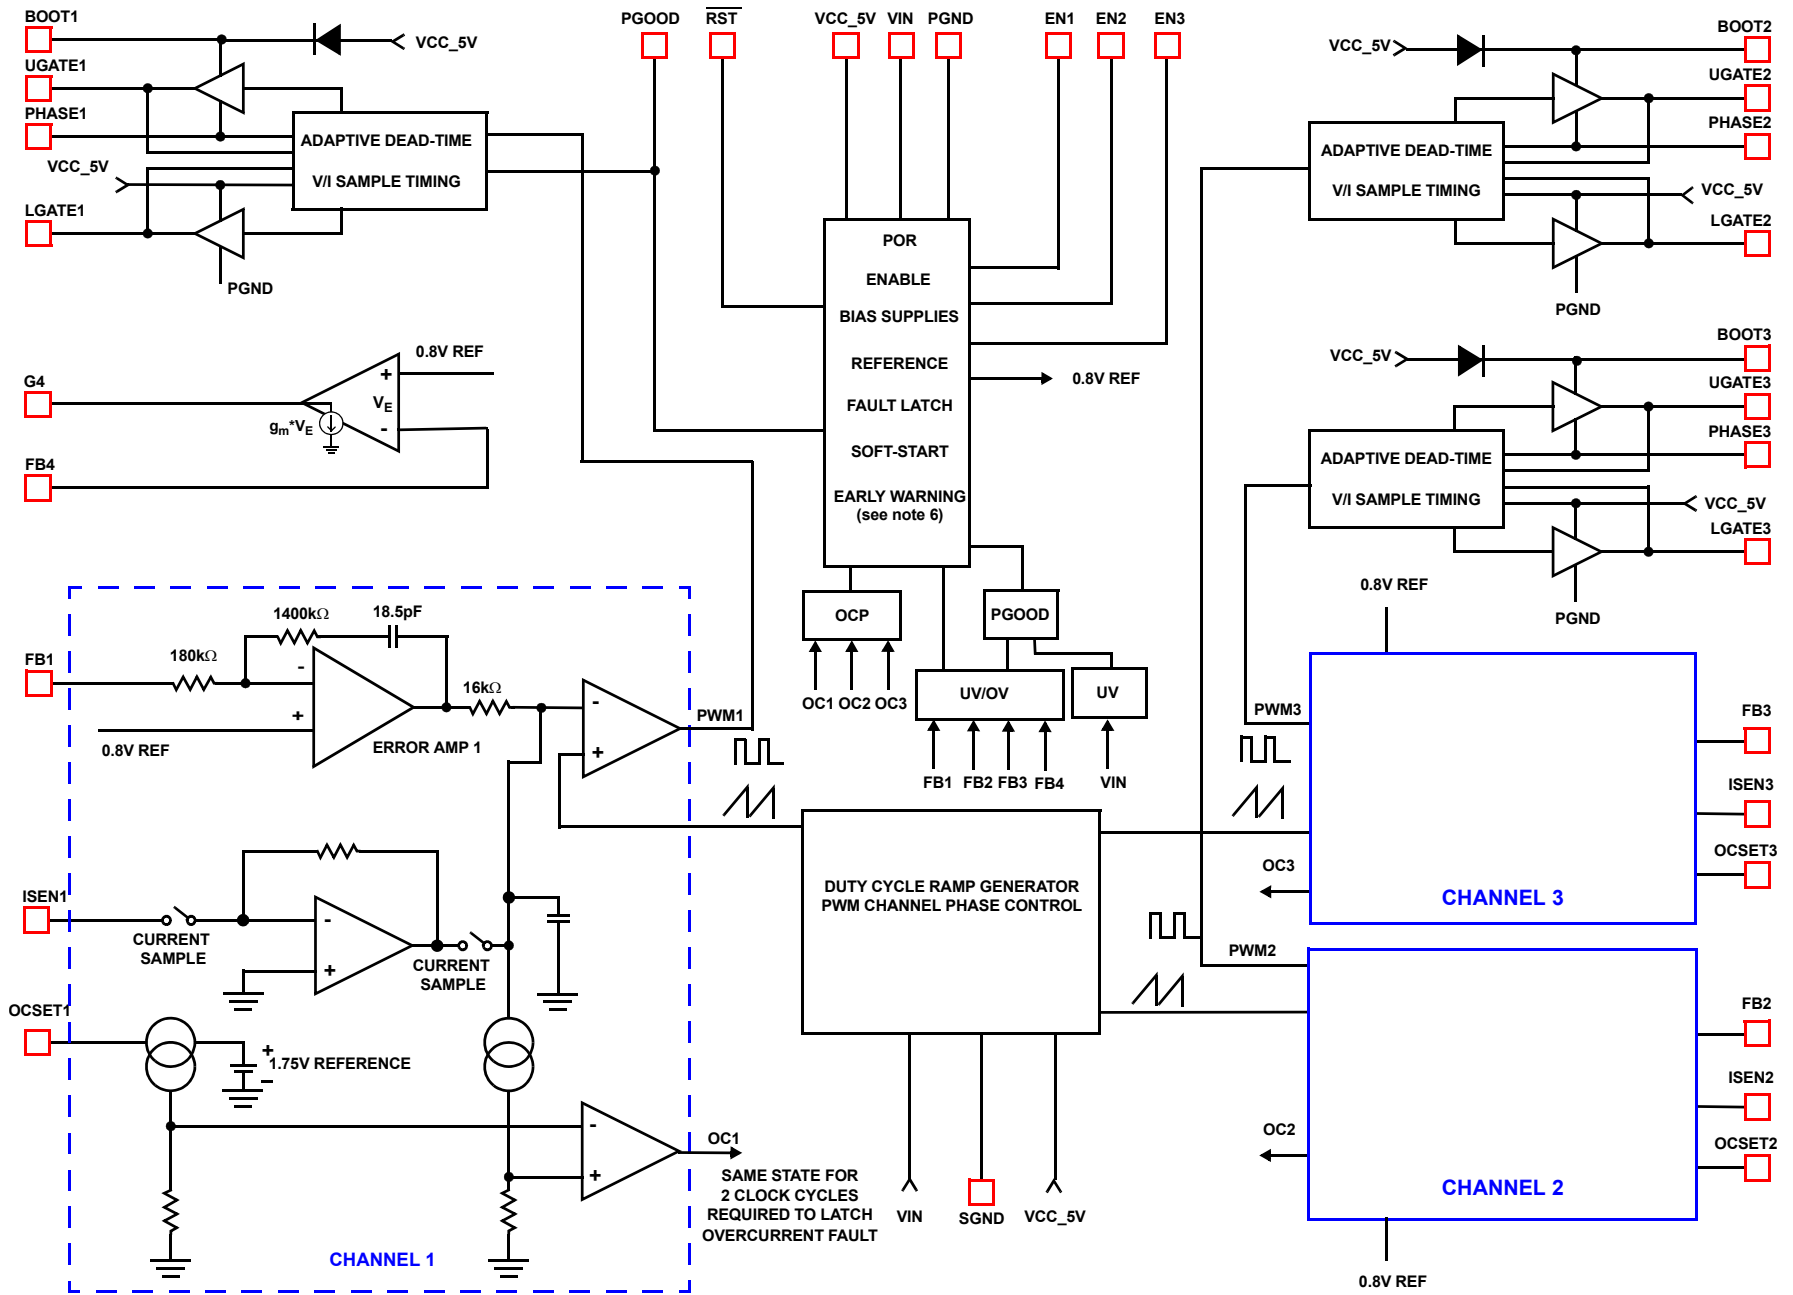 BOOT1
UGATE1
PHASE1
VCC_5V
LGATE1
VCC_5V
PGND
ADAPTIVE DEAD-TIME
V/I SAMPLE TIMING
PGOOD
RST
VCC_5V
VIN
PGND
EN1
EN2
EN3
POR
ENABLE
BIAS SUPPLIES
REFERENCE
FAULT LATCH
SOFT-START
EARLY WARNING
(see note 6)
0.8V REF
VCC_5V
BOOT2
UGATE2
PHASE2
ADAPTIVE DEAD-TIME
V/I SAMPLE TIMING
VCC_5V
LGATE2
PGND
VCC_5V
BOOT3
UGATE3
PHASE3
ADAPTIVE DEAD-TIME
V/I SAMPLE TIMING
VCC_5V
LGATE3
PGND
G4
FB4
0.8V REF
+
VE
gm*VE
-
OCP
OC1 OC2 OC3
PGOOD
UV/OV
UV
FB1 FB2 FB3 FB4
VIN
FB1
180kΩ
1400kΩ
18.5pF
-
+
0.8V REF
ERROR AMP 1
16kΩ
-
+
PWM1
ISEN1
CURRENT
SAMPLE
-
+
CURRENT
SAMPLE
OCSET1
+
1.75V REFERENCE
-
-
+
OC1
SAME STATE FOR
2 CLOCK CYCLES
REQUIRED TO LATCH
OVERCURRENT FAULT
CHANNEL 1
DUTY CYCLE RAMP GENERATOR
PWM CHANNEL PHASE CONTROL
VIN
SGND
VCC_5V
0.8V REF
PWM3
OC3
CHANNEL 3
FB3
ISEN3
OCSET3
PWM2
OC2
CHANNEL 2
FB2
ISEN2
OCSET2
0.8V REF